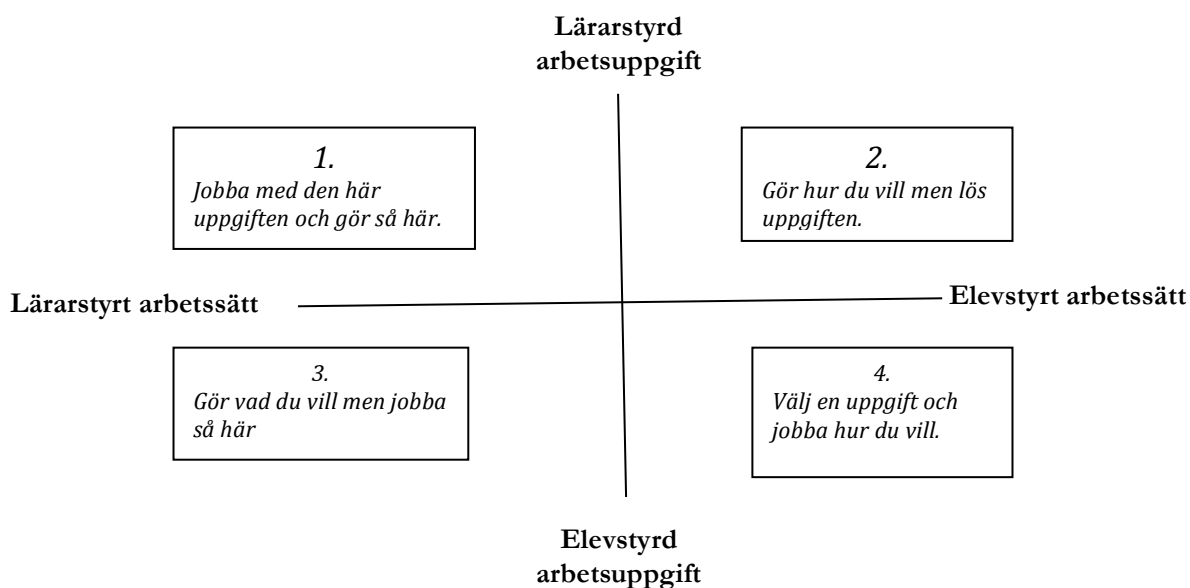 Lärarstyrd
arbetsuppgift
1.
Jobba med den här
uppgiften och gör så här.
2.
Gör hur du vill men lös
uppgiften.
Lärarstyrt arbetssätt
Elevstyrt arbetssätt
3.
Gör vad du vill men jobba
så här
4.
Välj en uppgift och
jobba hur du vill.
Elevstyrd
arbetsuppgift